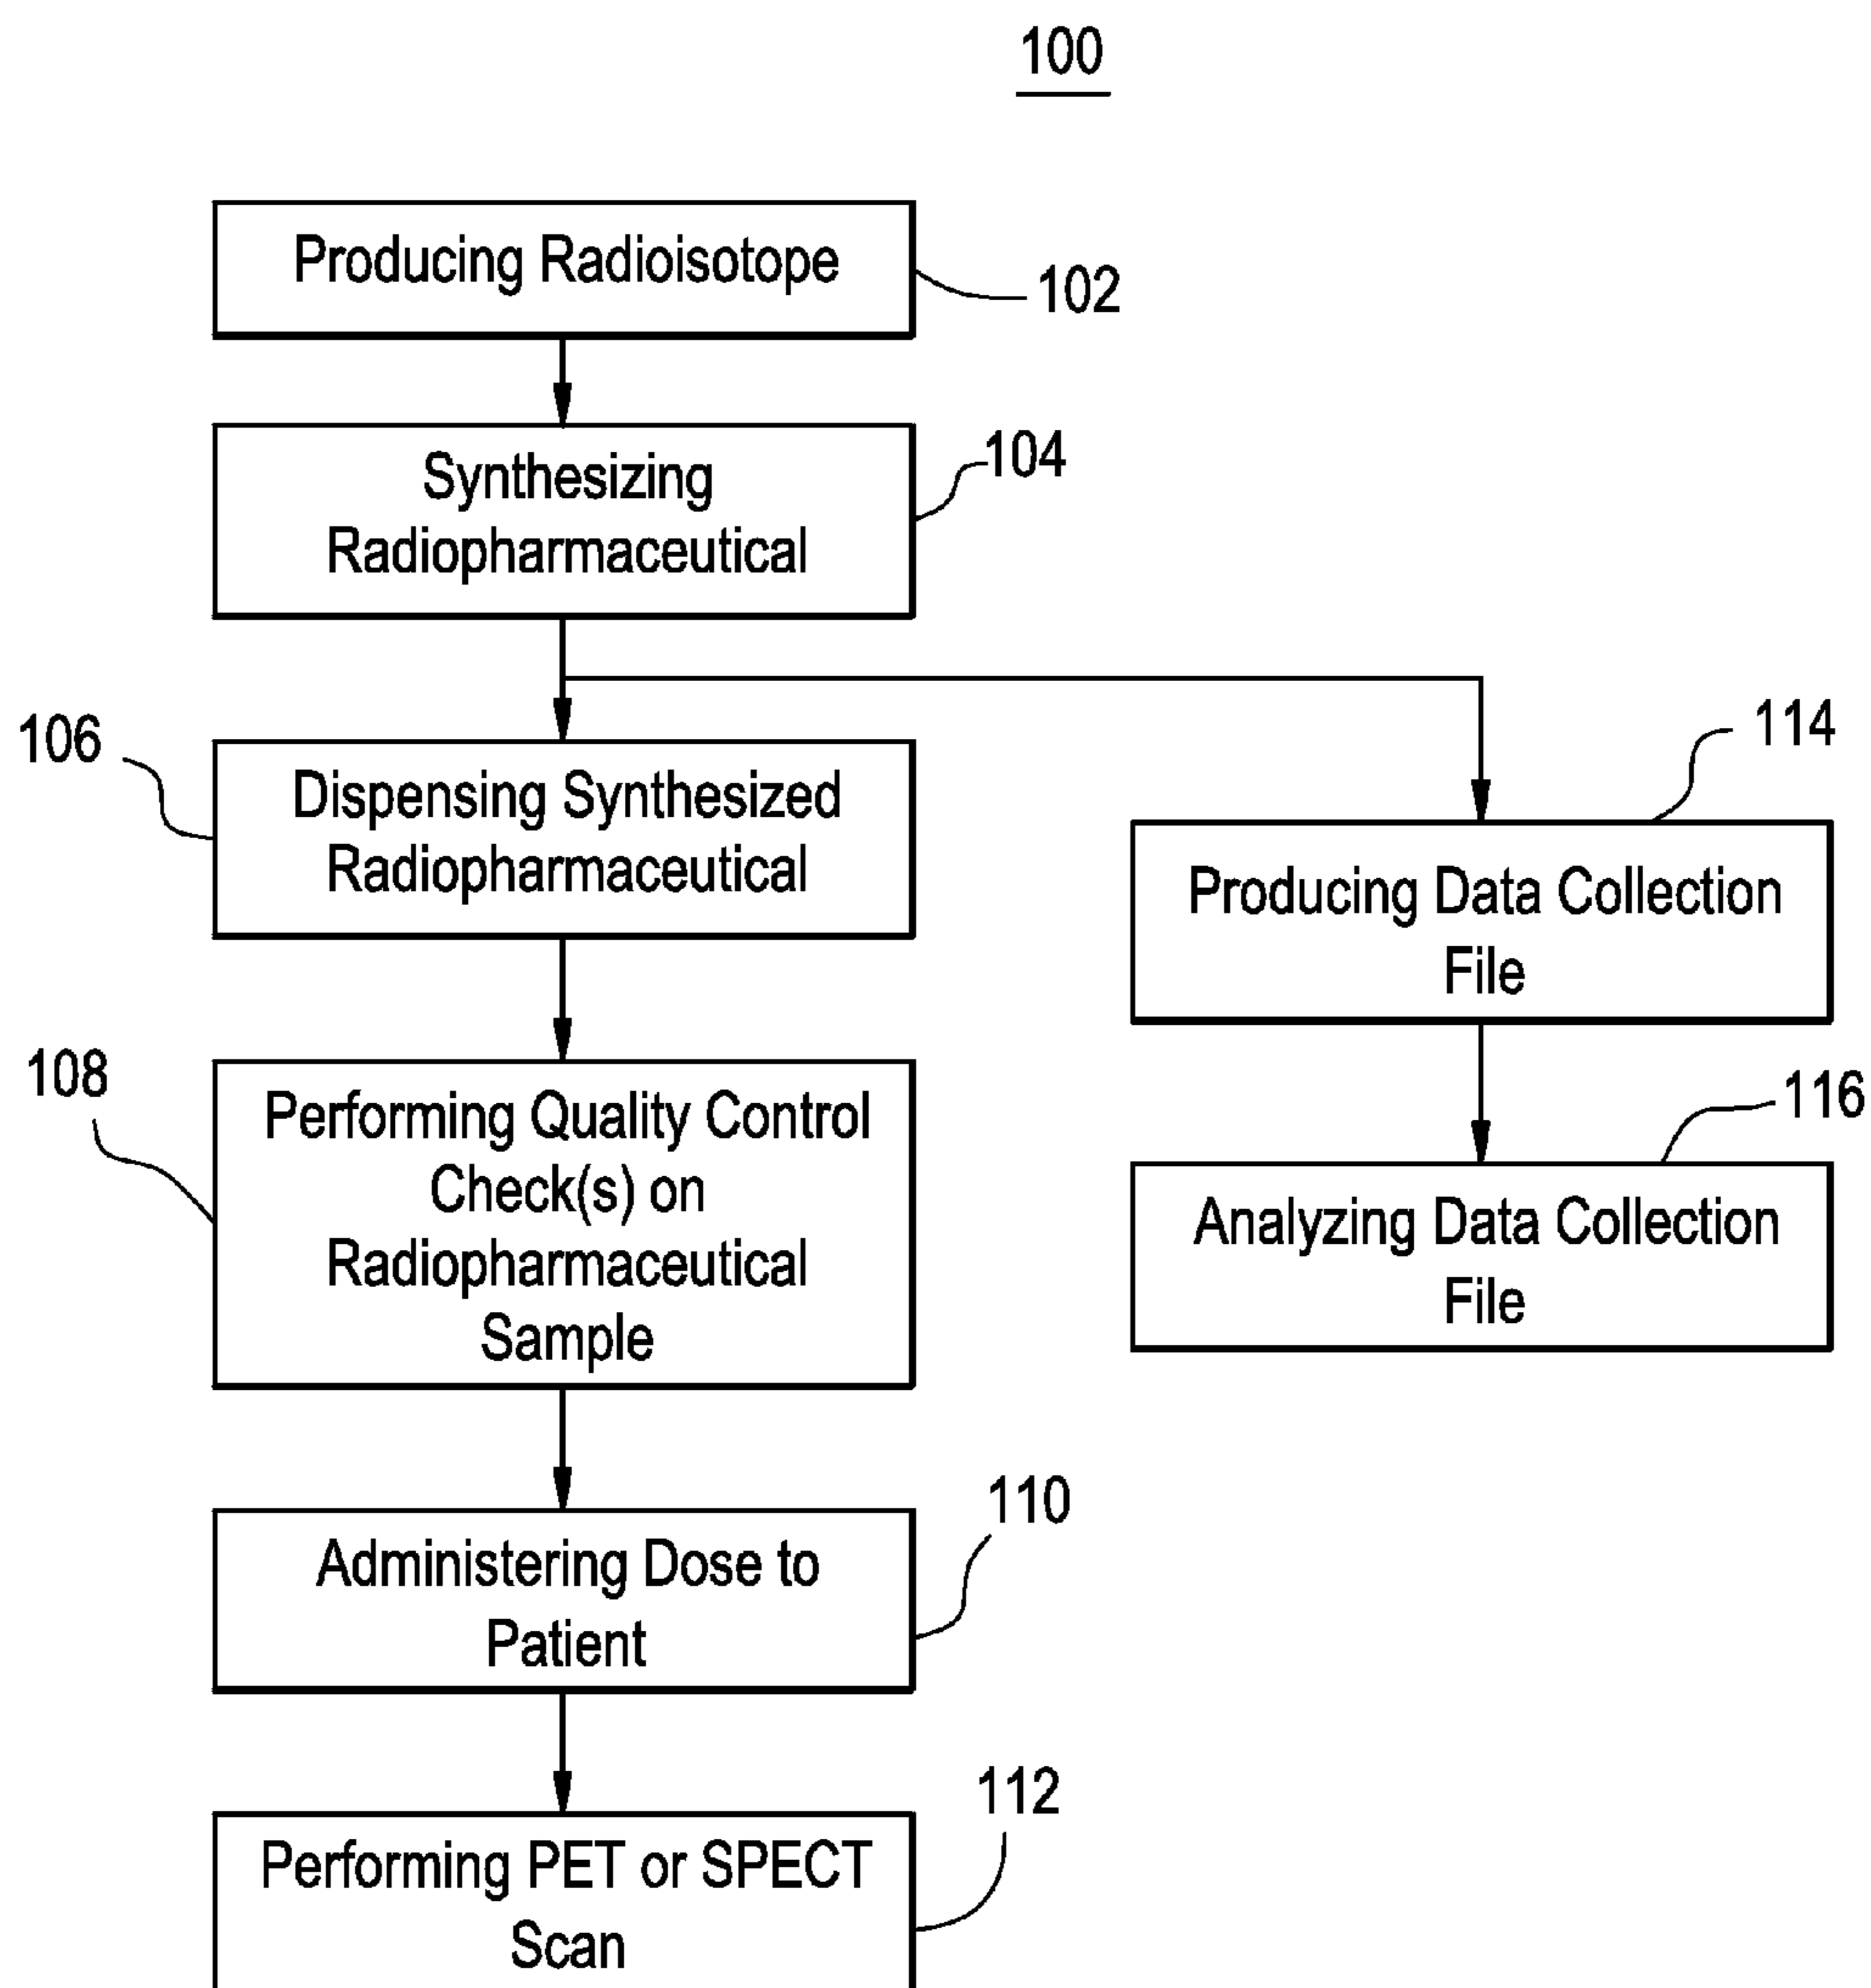 100
Producing Radioisotope
102
Synthesizing
Radiopharmaceutical
104
106
Dispensing Synthesized
Radiopharmaceutical
114
Producing Data Collection
File
108
Performing Quality Control
Check(s) on
Radiopharmaceutical
Sample
116
Analyzing Data Collection
File
110
Administering Dose to
Patient
112
Performing PET or SPECT
Scan